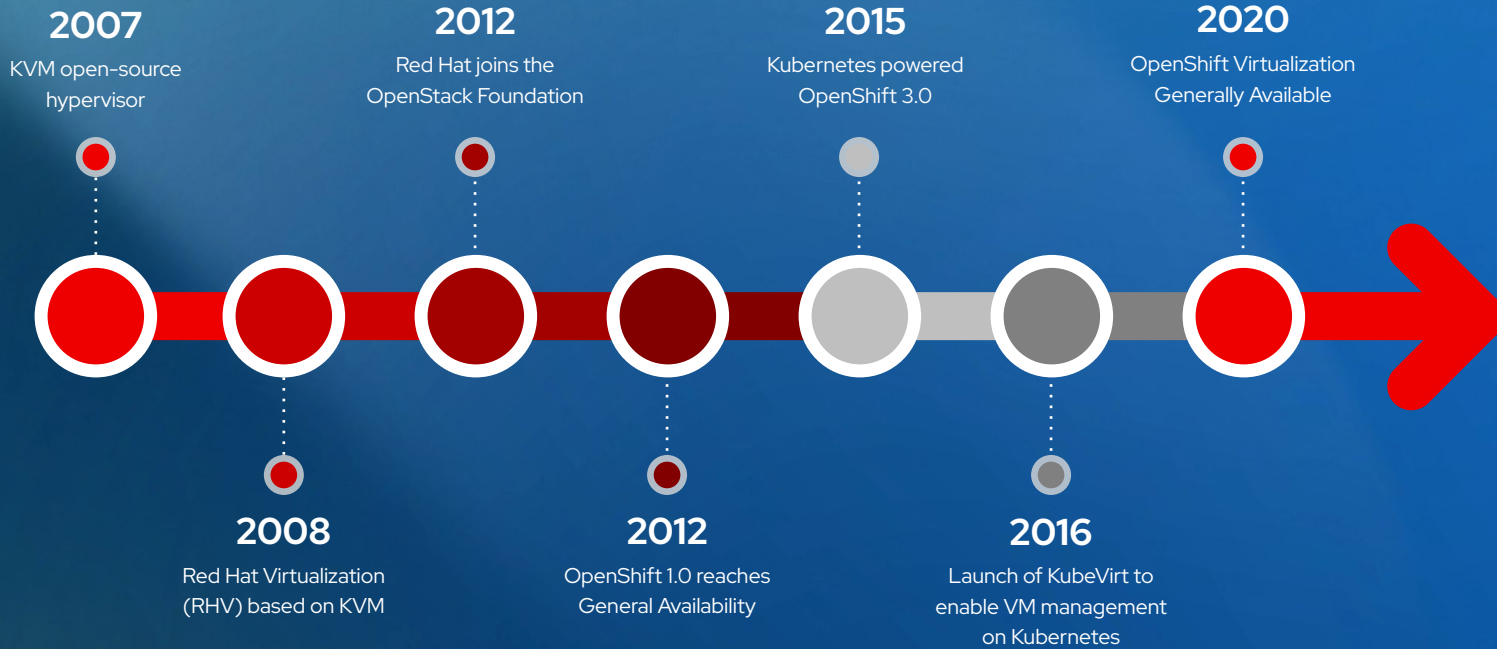 2007
KVM open-source
hypervisor
2008
Red Hat Virtualization
(RHV) based on KVM
2012
Red Hat joins the
OpenStack Foundation
2012
OpenShift 1.0 reaches
General Availability
2015
Kubernetes powered
OpenShift 3.0
2016
Launch of KubeVirt to
enable VM management
on Kubernetes
2020
OpenShift Virtualization
Generally Available